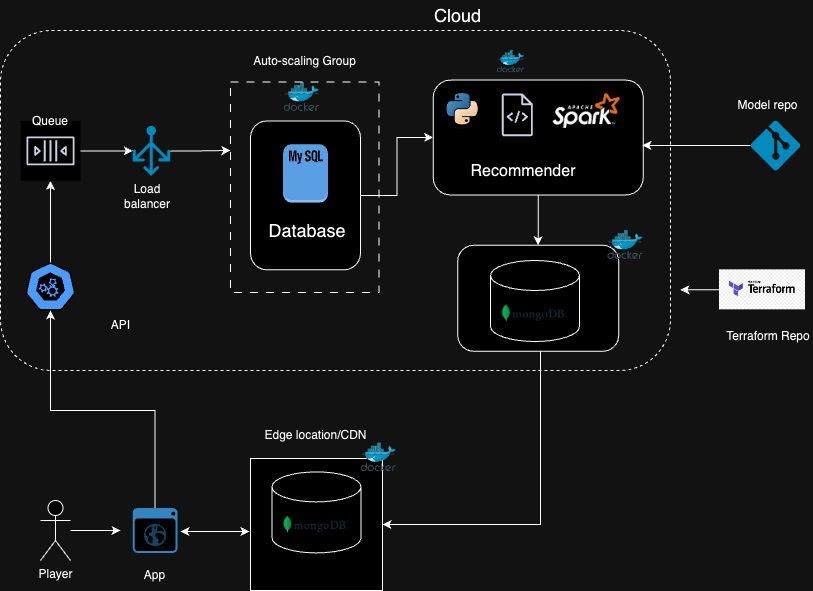 Cloud
Auto-scaling Group
docker
docker
Queue
My SQL
Database
APACHE
Spark
Recommender
Model repo
Load
balancer
docker
mongoDB
Terraform
Terraform Repo
API
Edge location/CDN
docker
mongoDB
Player
App